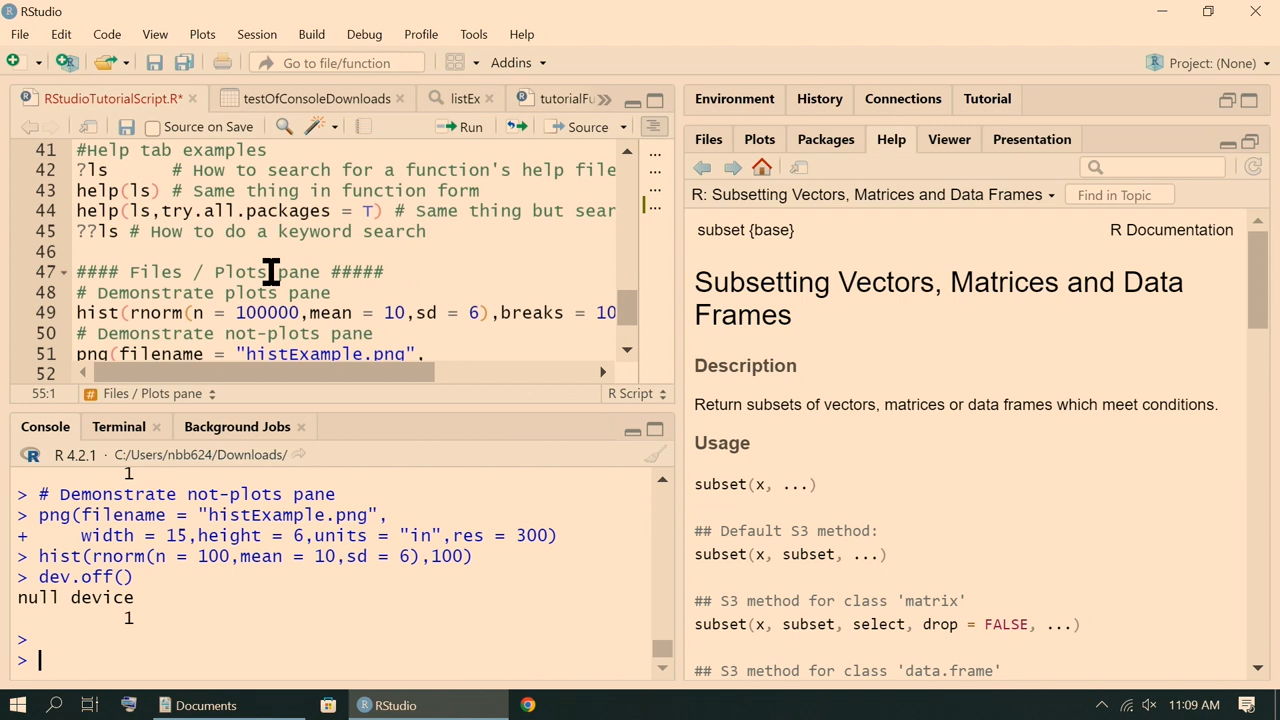 RStudio
File Edit Code View Plots Session Build Debug Profile Tools Help
Go to file/function Addins Project: (None)
RStudioTutorialScript.R* testOfConsoleDownloads listEx tutorialFu
Source on Save Run Source
41 #Help tab examples
42 ?ls # How to search for a function's help file
43 help(ls) # Same thing in function form
44 help(ls,try.all.packages = T) # Same thing but sear
45 ??ls # How to do a keyword search
46
47 #### Files / Plots pane #####
48 # Demonstrate plots pane
49 hist(rnorm(n = 100000,mean = 10,sd = 6),breaks = 10
50 # Demonstrate not-plots pane
51 png(filename = "histExample.png",
52
55:1 # Files / Plots pane R Script
Console Terminal Background Jobs
R 4.2.1 · C:/Users/nbb624/Downloads/
1
> # Demonstrate not-plots pane
> png(filename = "histExample.png",
+ width = 15,height = 6,units = "in",res = 300)
> hist(rnorm(n = 100,mean = 10,sd = 6),100)
> dev.off()
null device
1
>
>
Environment History Connections Tutorial
Files Plots Packages Help Viewer Presentation
R: Subsetting Vectors, Matrices and Data Frames Find in Topic
subset {base} R Documentation
Subsetting Vectors, Matrices and Data
Frames
Description
Return subsets of vectors, matrices or data frames which meet conditions.
Usage
subset(x, ...)
## Default S3 method:
subset(x, subset, ...)
## S3 method for class 'matrix'
subset(x, subset, select, drop = FALSE, ...)
## S3 method for class 'data.frame'
Documents RStudio 11:09 AM